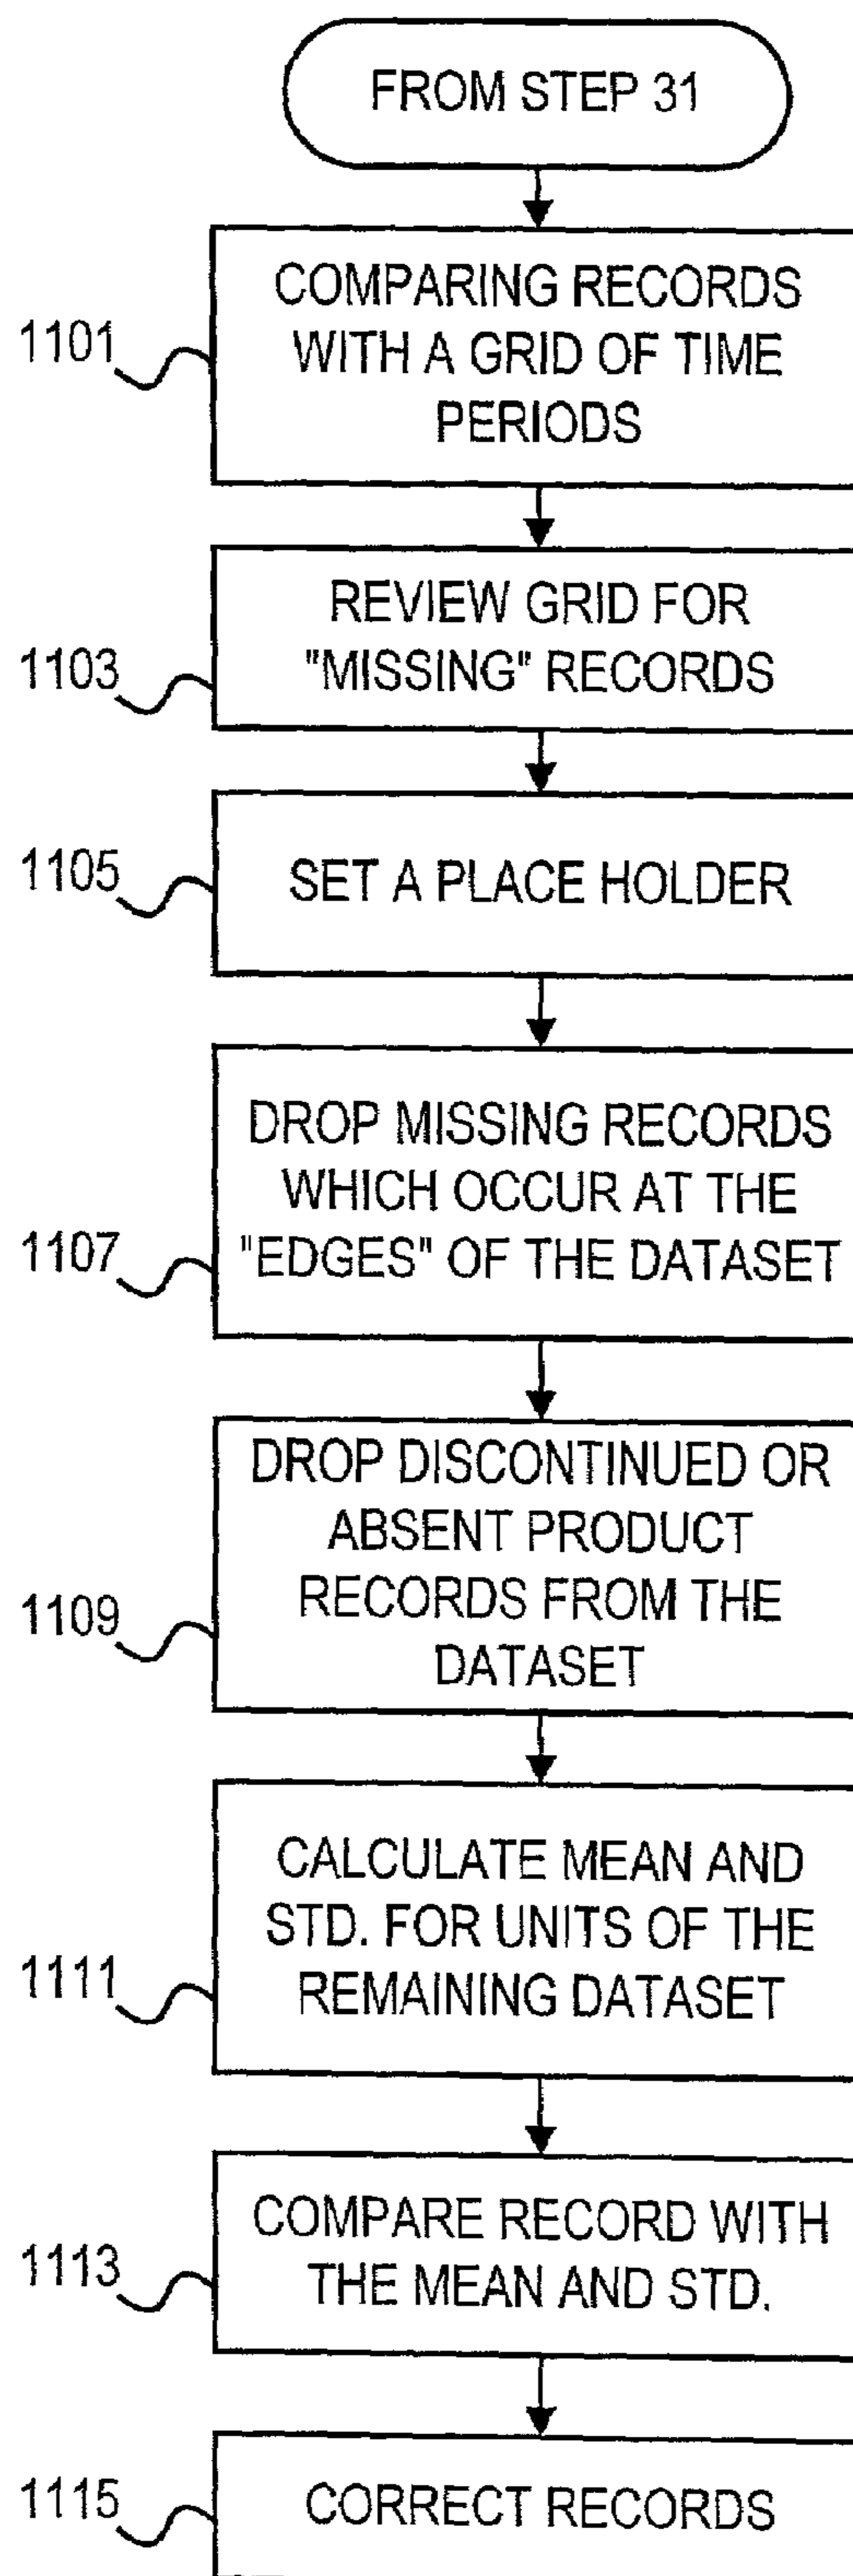 FROM STEP 31
1101
COMPARING RECORDS
WITH A GRID OF TIME
PERIODS
1103
REVIEW GRID FOR
"MISSING" RECORDS
1105
SET A PLACE HOLDER
1107
DROP MISSING RECORDS
WHICH OCCUR AT THE
"EDGES" OF THE DATASET
1109
DROP DISCONTINUED OR
ABSENT PRODUCT
RECORDS FROM THE
DATASET
1111
CALCULATE MEAN AND
STD. FOR UNITS OF THE
REMAINING DATASET
1113
COMPARE RECORD WITH
THE MEAN AND STD.
1115
CORRECT RECORDS